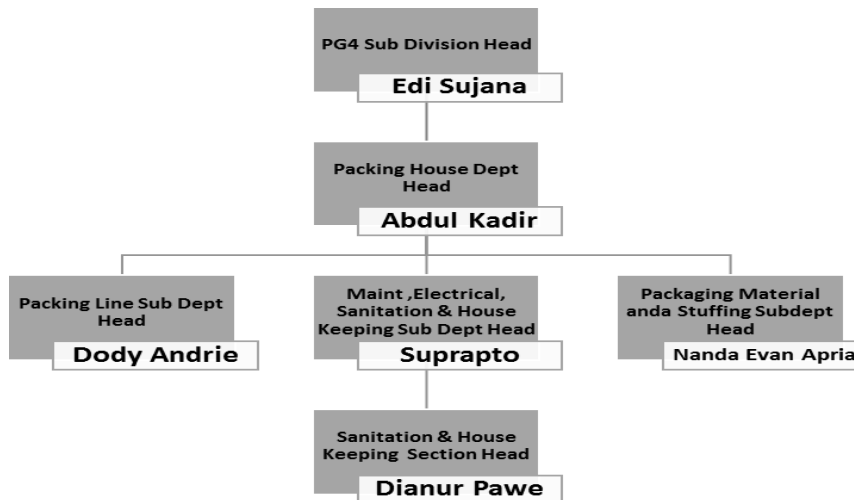 PG4 Sub Division Head
Edi Sujana
Packing House Dept
Head
Abdul Kadir
Packing Line Sub Dept
Head
Dody Andrie
Maint ,Electrical,
Sanitation & House
Keeping Sub Dept Head
Suprapto
Packaging Material
anda Stuffing Subdept
Head
Nanda Evan Apria
Sanitation & House
Keeping Section Head
Dianur Pawe